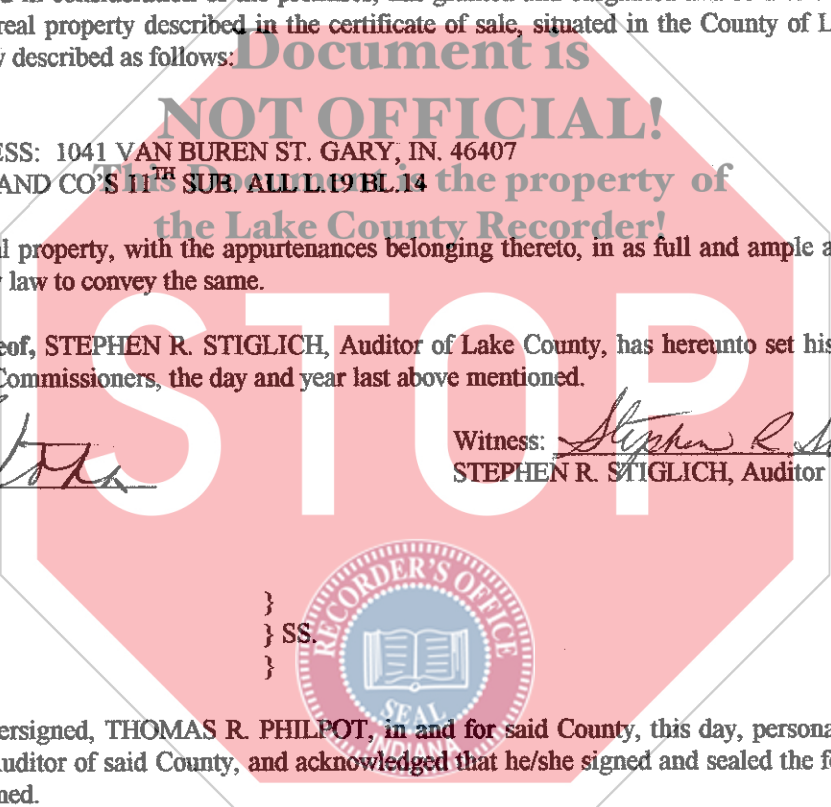 real property described in the certificate of sale, situated in the County of L
described as follows:
Document is
NOT OFFICIAL!
ESS: 1041 VAN BUREN ST. GARY, IN. 46407
AND CO'S 11TH SUB. ALL L.19 BL.14
This Document is the property of
the Lake County Recorder!
l property, with the appurtenances belonging thereto, in as full and ample a
law to convey the same.
eof, STEPHEN R. STIGLICH, Auditor of Lake County, has hereunto set his
Commissioners, the day and year last above mentioned.
STOP
Witness: Stephen R
STEPHEN R. STIGLICH, Auditor
}
} SS.
}
RECORDER'S OFFICE
SEAL
INDIANA
ersigned, THOMAS R. PHILPOT, in and for said County, this day, persona
uditor of said County, and acknowledged that he/she signed and sealed the fo
ned.